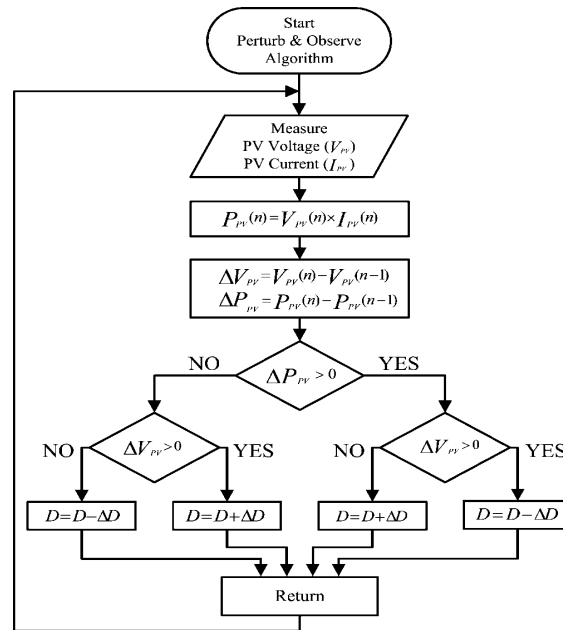 Start
Perturb & Observe
Algorithm
Measure
PV Voltage (V_PV)
PV Current (I_PV)
P_PV(n)=V_PV(n)×I_PV(n)
ΔV_PV=V_PV(n)−V_PV(n−1)
ΔP_PV=P_PV(n)−P_PV(n−1)
NO
ΔP_PV>0
YES
NO
ΔV_PV>0
YES
NO
ΔV_PV>0
YES
D=D−ΔD
D=D+ΔD
D=D+ΔD
D=D−ΔD
Return